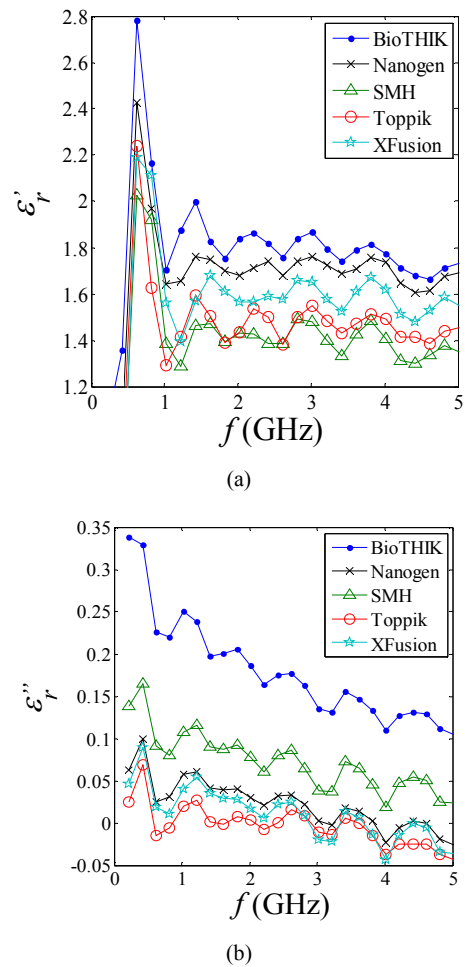 2.8
2.6
2.4
2.2
2
1.8
1.6
1.4
1.2
εr'
BioTHIK
Nanogen
SMH
Toppik
XFusion
0 1 2 3 4 5
f (GHz)
(a)
0.35
0.3
0.25
0.2
0.15
0.1
0.05
0
-0.05
εr''
BioTHIK
Nanogen
SMH
Toppik
XFusion
0 1 2 3 4 5
f (GHz)
(b)